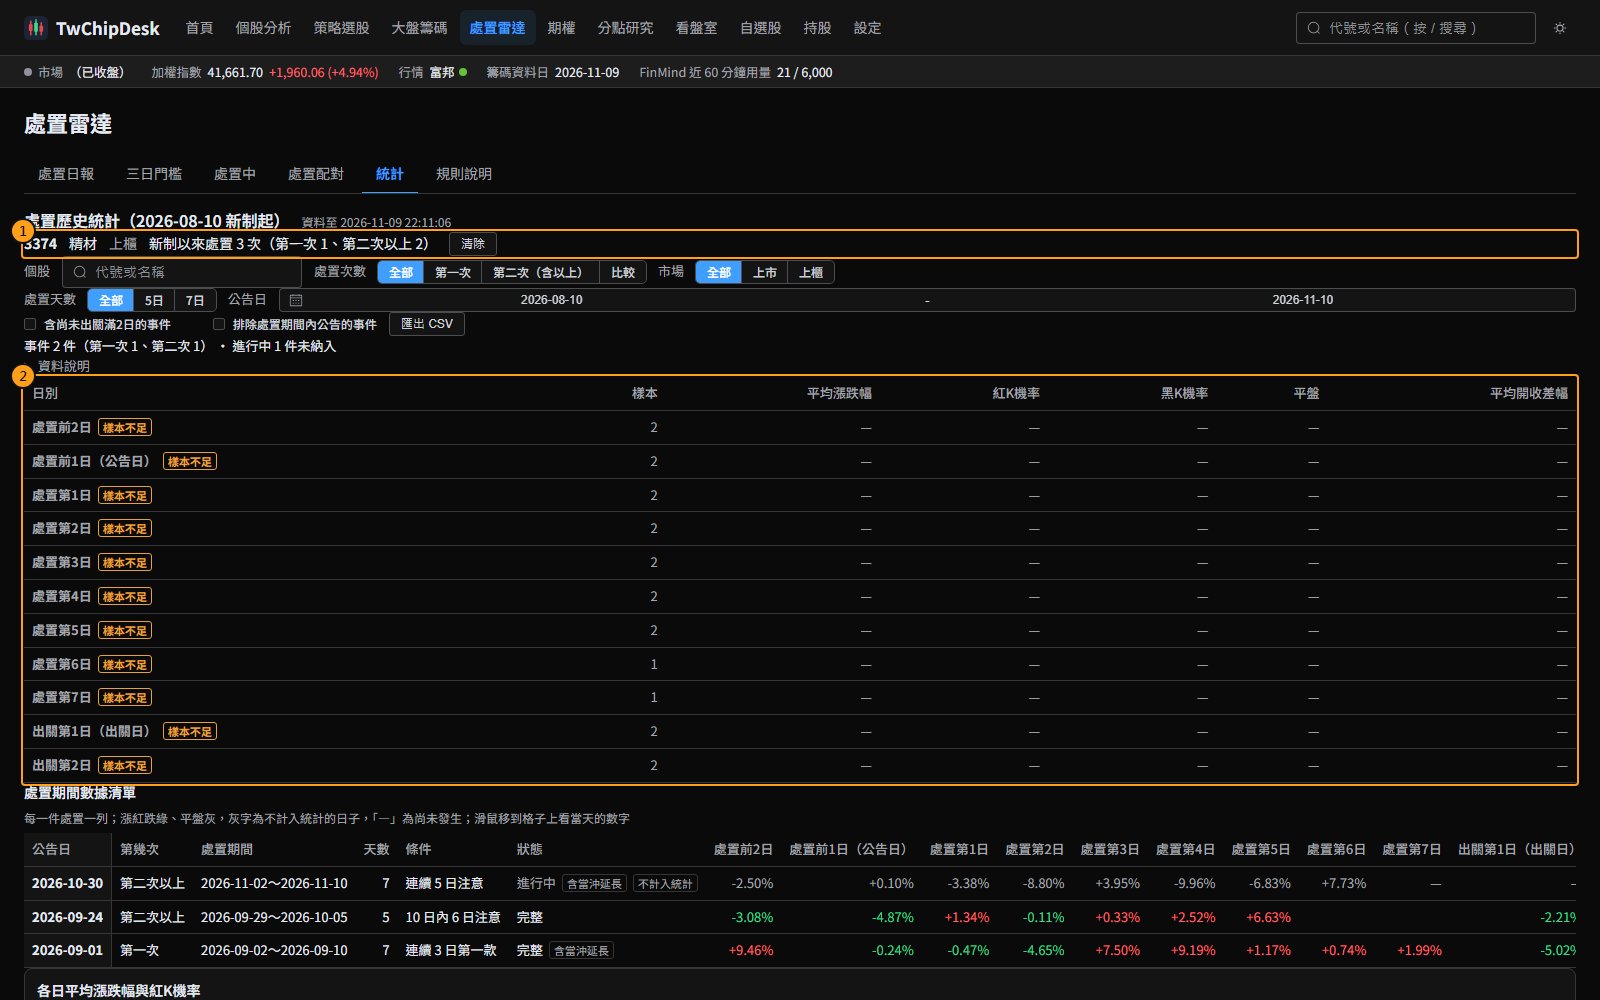 TwChipDesk 首頁 個股分析 策略選股 大盤籌碼 處置雷達 期權 分點研究 看盤室 自選股 持股 設定 代號或名稱（按 / 搜尋）
市場 （已收盤） 加權指數 41,661.70 +1,960.06 (+4.94%) 行情 富邦 籌碼資料日 2026-11-09 FinMind 近 60 分鐘用量 21 / 6,000
處置雷達
處置日報 三日門檻 處置中 處置配對 統計 規則說明
處置歷史統計（2026-08-10 新制起） 資料至 2026-11-09 22:11:06
1
3374 精材 上櫃 新制以來處置 3 次（第一次 1、第二次以上 2） 清除
個股 代號或名稱 處置次數 全部 第一次 第二次（含以上） 比較 市場 全部 上市 上櫃
處置天數 全部 5日 7日 公告日 2026-08-10 - 2026-11-10
含尚未出關滿2日的事件 排除處置期間內公告的事件 匯出 CSV
事件 2 件（第一次 1、第二次 1） · 進行中 1 件未納入
資料說明
2
日別 樣本 平均漲跌幅 紅K機率 黑K機率 平盤 平均開收差幅
處置前2日 樣本不足 2 — — — — —
處置前1日（公告日） 樣本不足 2 — — — — —
處置第1日 樣本不足 2 — — — — —
處置第2日 樣本不足 2 — — — — —
處置第3日 樣本不足 2 — — — — —
處置第4日 樣本不足 2 — — — — —
處置第5日 樣本不足 2 — — — — —
處置第6日 樣本不足 1 — — — — —
處置第7日 樣本不足 1 — — — — —
出關第1日（出關日） 樣本不足 2 — — — — —
出關第2日 樣本不足 2 — — — — —
處置期間數據清單
每一件處置一列；漲紅跌綠、平盤灰，灰字為不計入統計的日子，「—」為尚未發生；滑鼠移到格子上看當天的數字
公告日 第幾次 處置期間 天數 條件 狀態 處置前2日 處置前1日（公告日） 處置第1日 處置第2日 處置第3日 處置第4日 處置第5日 處置第6日 處置第7日 出關第1日（出關日）
2026-10-30 第二次以上 2026-11-02～2026-11-10 7 連續 5 日注意 進行中 含當沖延長 不計入統計 -2.50% +0.10% -3.38% -8.80% +3.95% -9.96% -6.83% +7.73% — —
2026-09-24 第二次以上 2026-09-29～2026-10-05 5 10 日內 6 日注意 完整 -3.08% -4.87% +1.34% -0.11% +0.33% +2.52% +6.63% -2.21%
2026-09-01 第一次 2026-09-02～2026-09-10 7 連續 3 日第一款 完整 含當沖延長 +9.46% -0.24% -0.47% -4.65% +7.50% +9.19% +1.17% +0.74% +1.99% -5.02%
各日平均漲跌幅與紅K機率